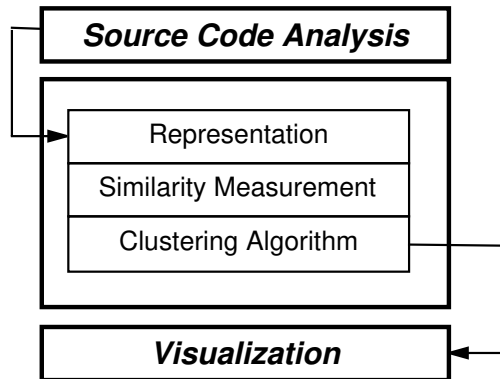 Source Code Analysis
Representation
Similarity Measurement
Clustering Algorithm
Visualization